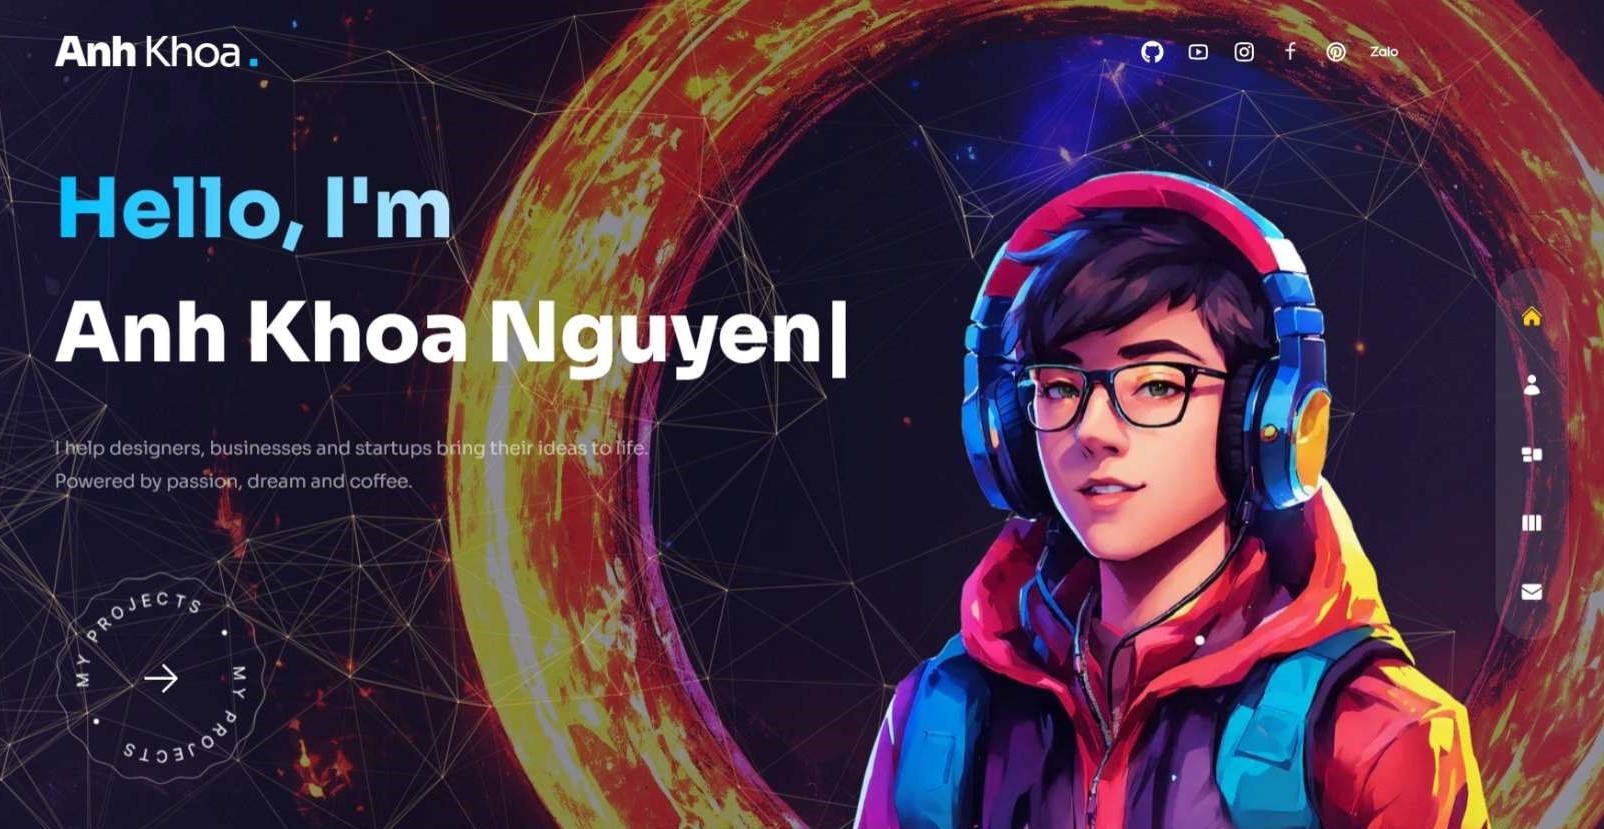 Anh Khoa.
Zalo
Hello, I'm
Anh Khoa Nguyen|
I help designers, businesses and startups bring their ideas to life.
Powered by passion, dream and coffee.
MY PROJECTS • MY PROJECTS •